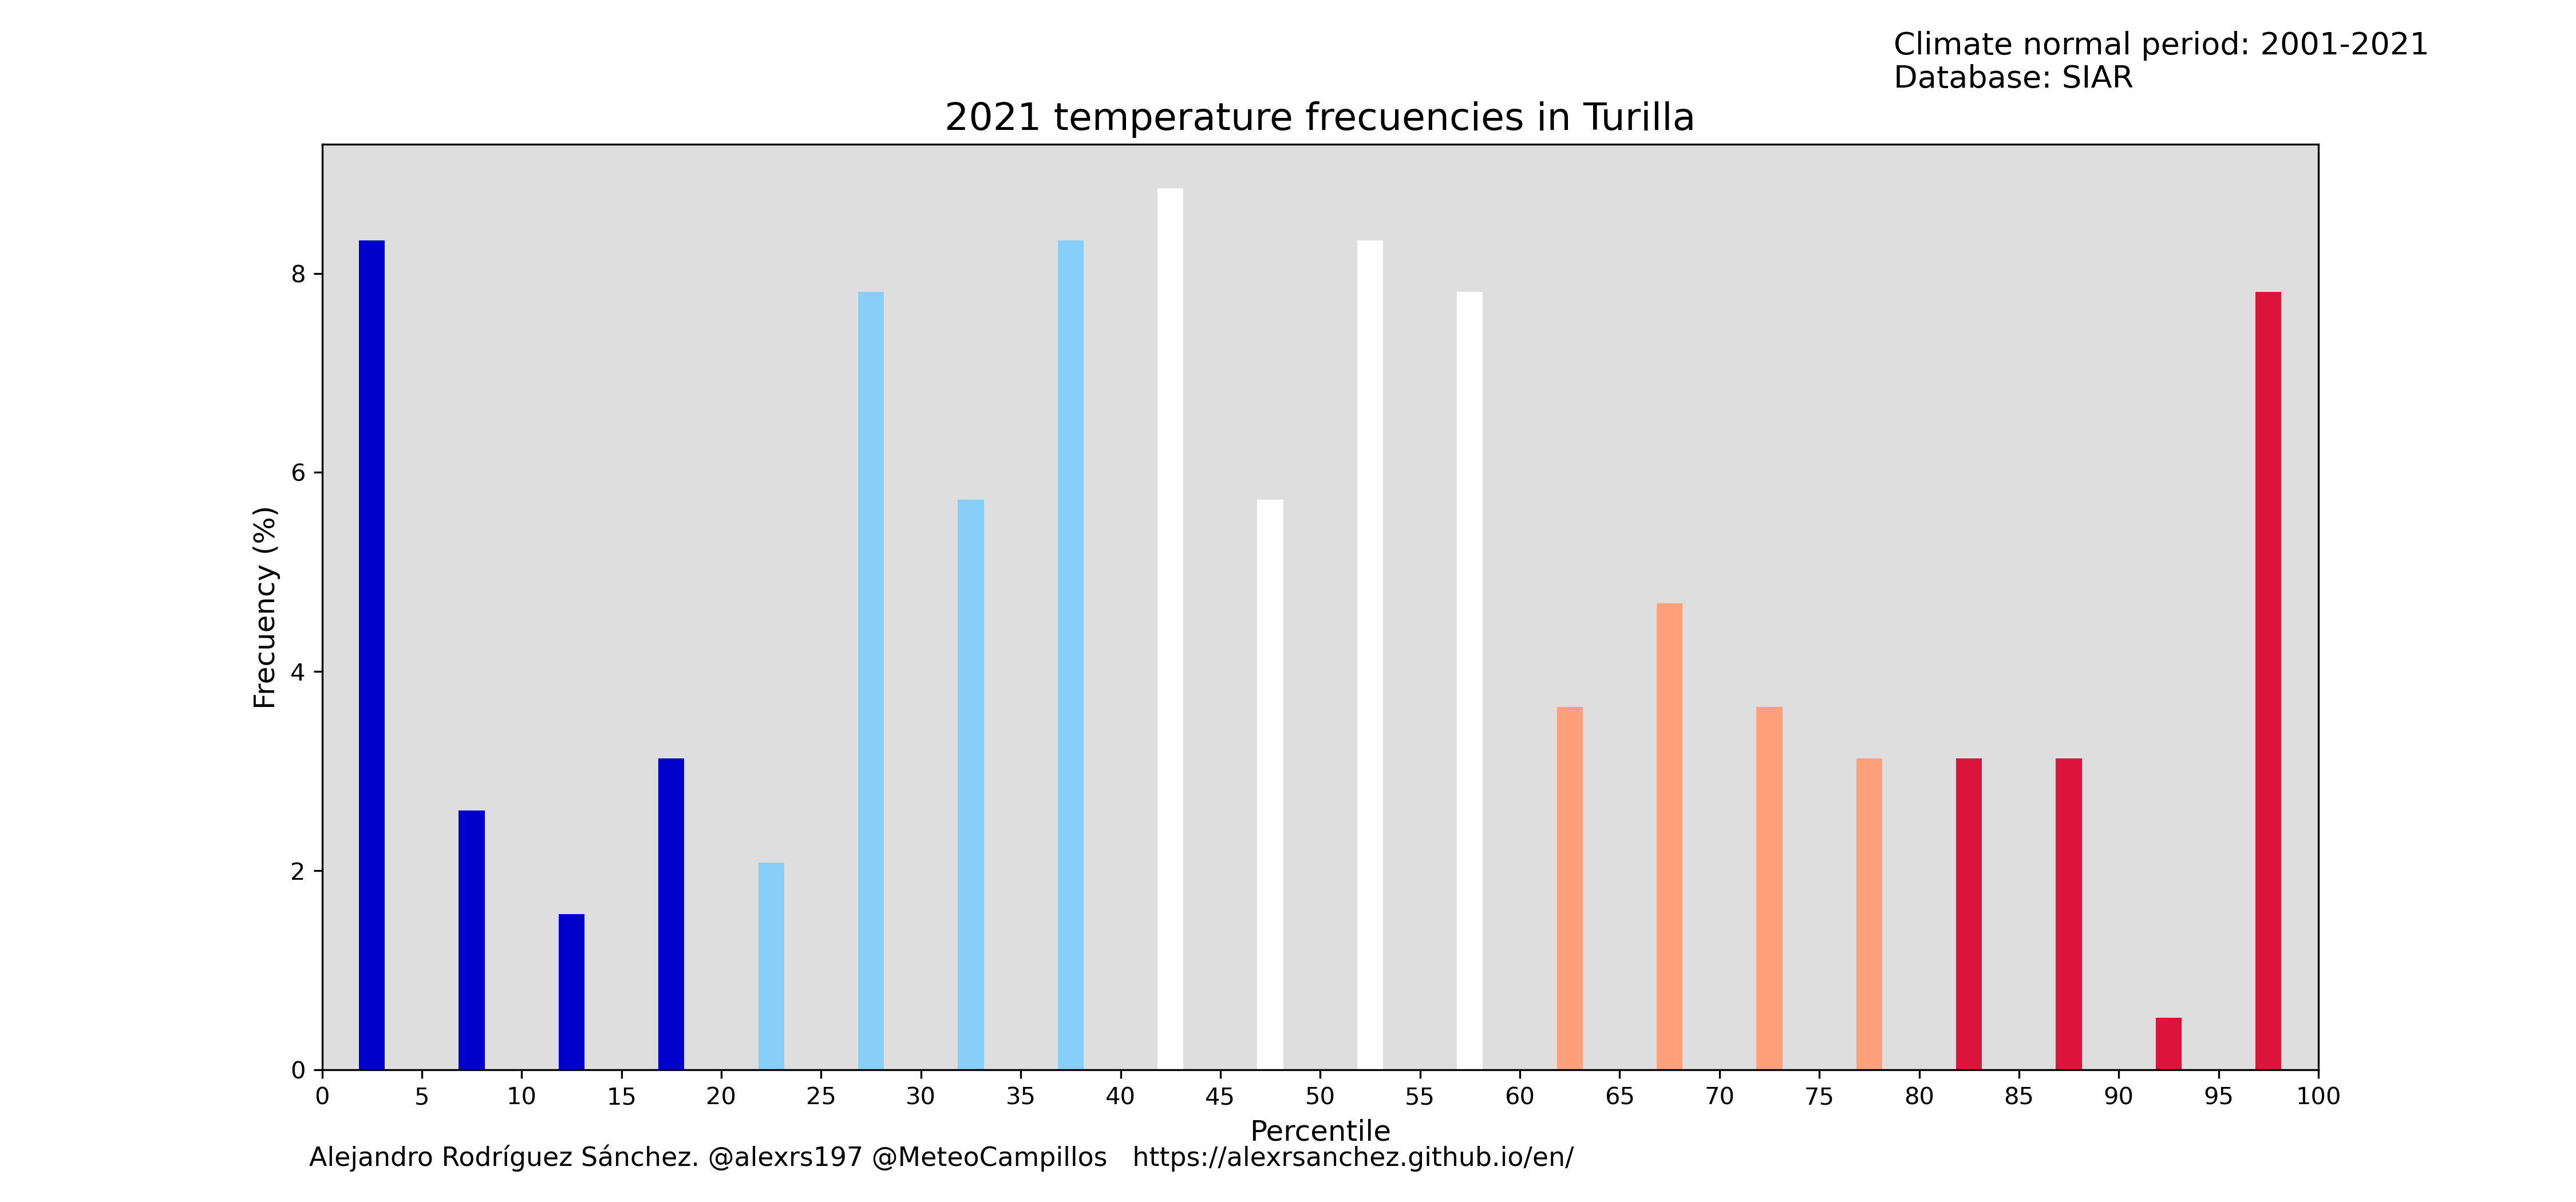 Climate normal period: 2001-2021
Database: SIAR
2021 temperature frecuencies in Turilla
Frecuency (%)
8
6
4
2
0
0 5 10 15 20 25 30 35 40 45 50 55 60 65 70 75 80 85 90 95 100
Percentile
Alejandro Rodríguez Sánchez. @alexrs197 @MeteoCampillos https://alexrsanchez.github.io/en/